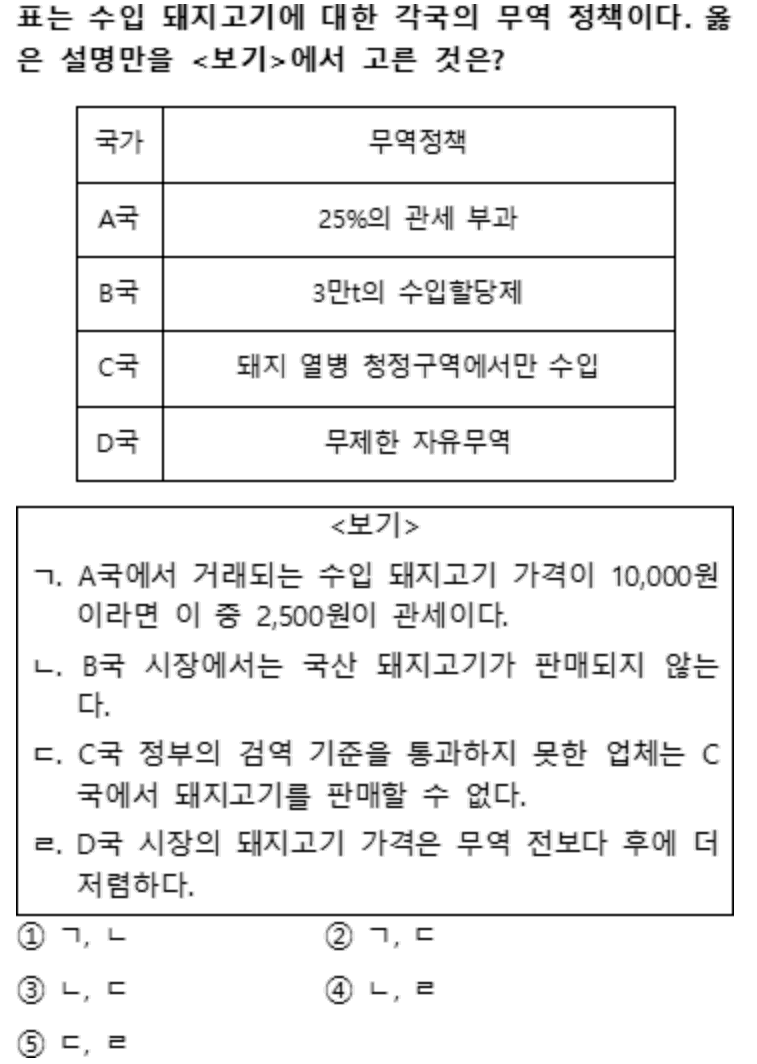 표는 수입 돼지고기에 대한 각국의 무역 정책이다. 옳
은 설명만을 <보기>에서 고른 것은?
국가 무역정책
A국 25%의 관세 부과
B국 3만t의 수입할당제
C국 돼지 열병 청정구역에서만 수입
D국 무제한 자유무역
<보기>
ㄱ. A국에서 거래되는 수입 돼지고기 가격이 10,000원
이라면 이 중 2,500원이 관세이다.
ㄴ. B국 시장에서는 국산 돼지고기가 판매되지 않는
다.
ㄷ. C국 정부의 검역 기준을 통과하지 못한 업체는 C
국에서 돼지고기를 판매할 수 없다.
ㄹ. D국 시장의 돼지고기 가격은 무역 전보다 후에 더
저렴하다.
① ㄱ, ㄴ ② ㄱ, ㄷ
③ ㄴ, ㄷ ④ ㄴ, ㄹ
⑤ ㄷ, ㄹ